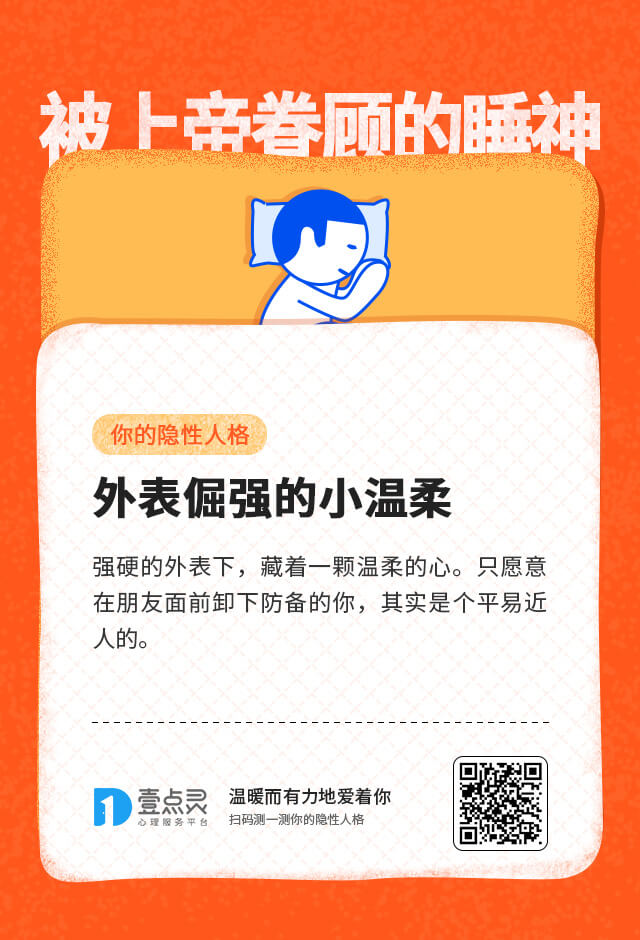 被上帝眷顾的睡神
你的隐性人格
外表倔强的小温柔
强硬的外表下，藏着一颗温柔的心。只愿意
在朋友面前卸下防备的你，其实是个平易近
人的。
壹点灵
心理服务平台
温暖而有力地爱着你
扫码测一测你的隐性人格